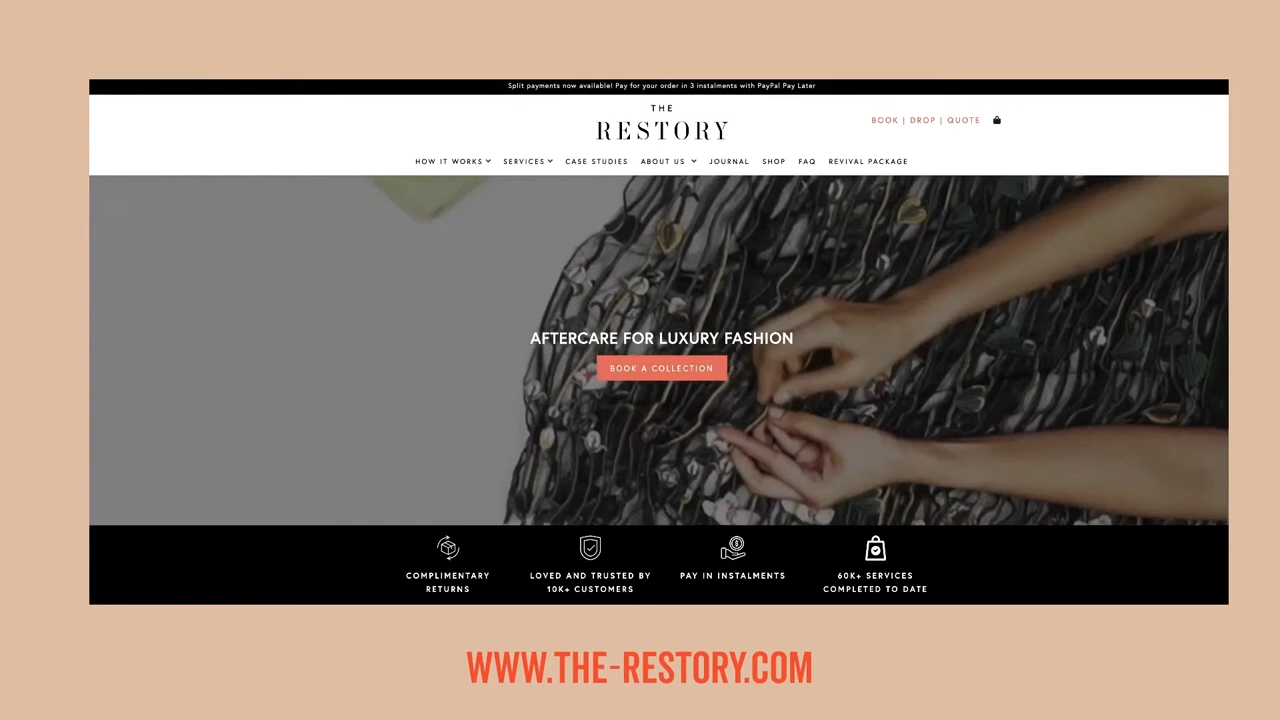 Split payments now available! Pay for your order in 3 instalments with PayPal Pay Later
THE
RESTORY
BOOK | DROP | QUOTE
HOW IT WORKS SERVICES CASE STUDIES ABOUT US JOURNAL SHOP FAQ REVIVAL PACKAGE
AFTERCARE FOR LUXURY FASHION
BOOK A COLLECTION
COMPLIMENTARY
RETURNS
LOVED AND TRUSTED BY
10K+ CUSTOMERS
PAY IN INSTALMENTS
60K+ SERVICES
COMPLETED TO DATE
WWW.THE-RESTORY.COM